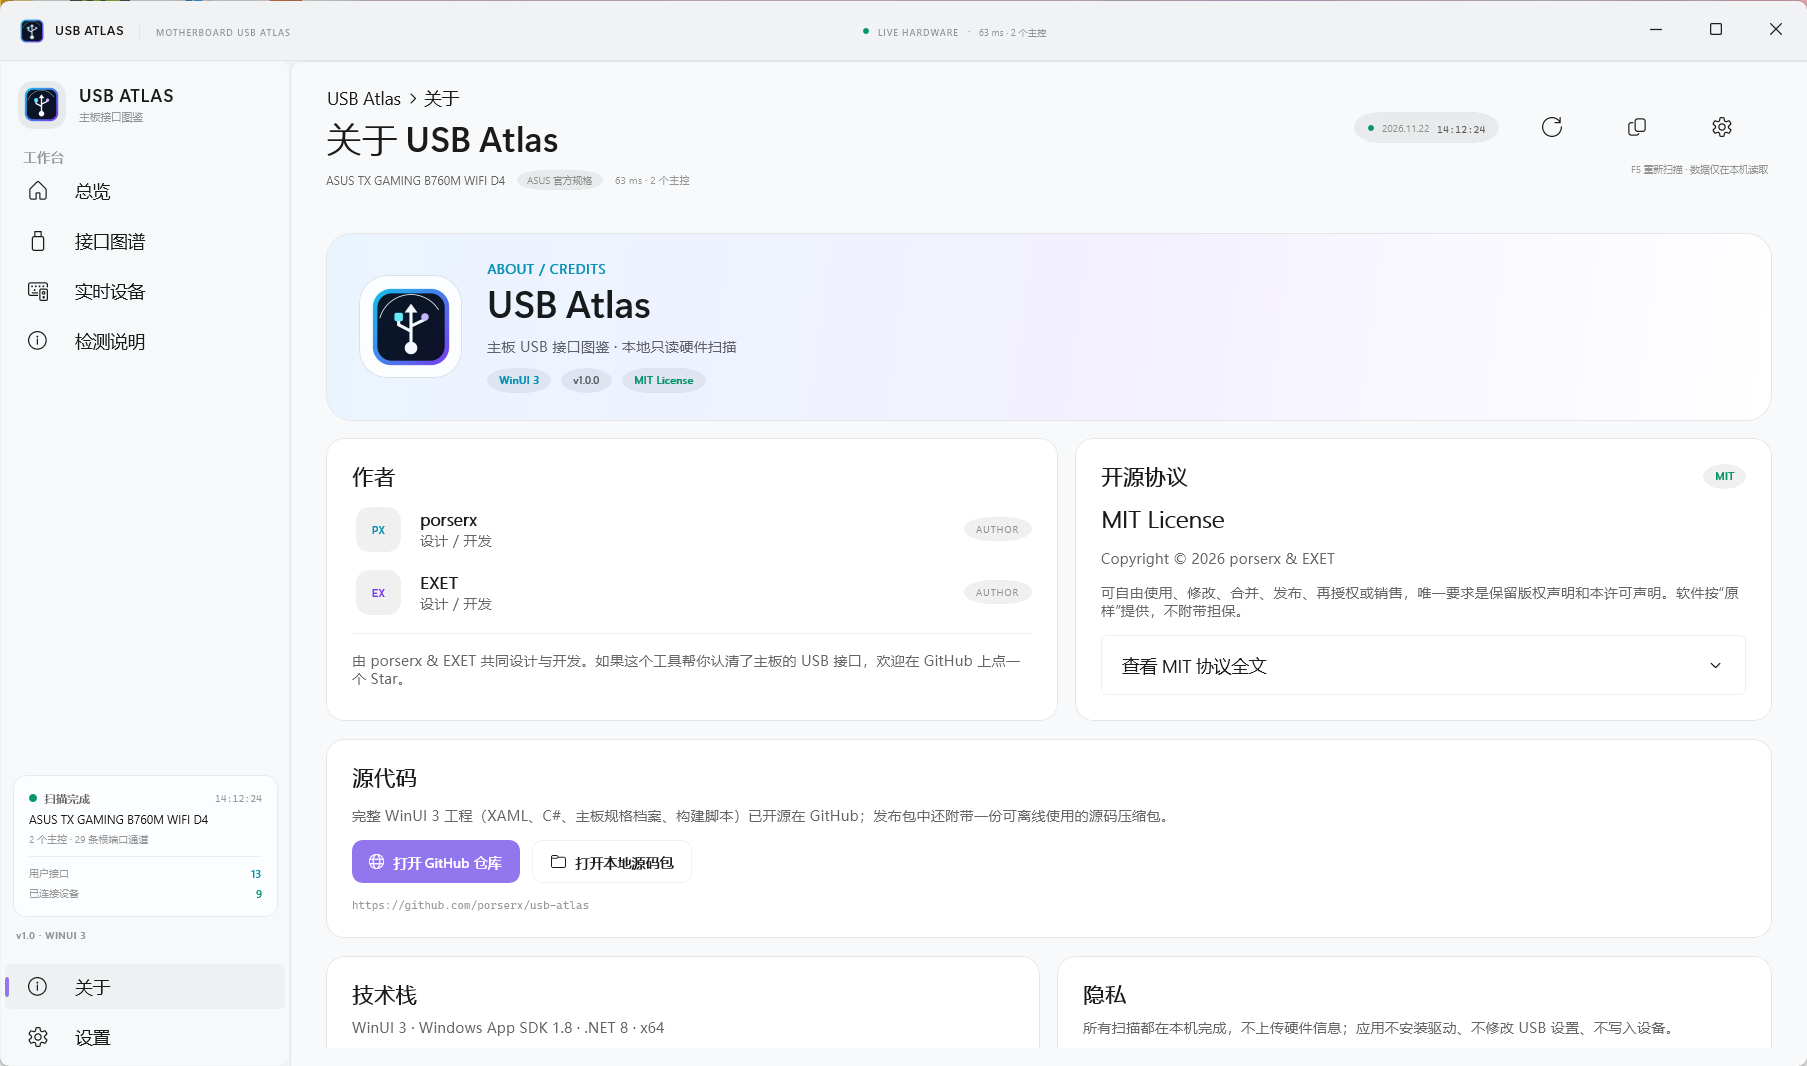 USB ATLAS
MOTHERBOARD USB ATLAS
LIVE HARDWARE · 63 ms · 2 个主控
USB ATLAS
主板接口图鉴
工作台
总览
接口图谱
实时设备
检测说明
扫描完成 14:12:24
ASUS TX GAMING B760M WIFI D4
2 个主控 · 29 条根端口通道
用户接口 13
已连接设备 9
v1.0 · WINUI 3
关于
设置
USB Atlas > 关于
关于 USB Atlas
ASUS TX GAMING B760M WIFI D4 ASUS 官方规格 63 ms · 2 个主控
2026.11.22 14:12:24
F5 重新扫描 · 数据仅在本机读取
ABOUT / CREDITS
USB Atlas
主板 USB 接口图鉴 · 本地只读硬件扫描
WinUI 3 v1.0.0 MIT License
作者
PX porserx AUTHOR
设计 / 开发
EX EXET AUTHOR
设计 / 开发
由 porserx & EXET 共同设计与开发。如果这个工具帮你认清了主板的 USB 接口，欢迎在 GitHub 上点一
个 Star。
开源协议 MIT
MIT License
Copyright © 2026 porserx & EXET
可自由使用、修改、合并、发布、再授权或销售，唯一要求是保留版权声明和本许可声明。软件按“原
样”提供，不附带担保。
查看 MIT 协议全文
源代码
完整 WinUI 3 工程（XAML、C#、主板规格档案、构建脚本）已开源在 GitHub；发布包中还附带一份可离线使用的源码压缩包。
打开 GitHub 仓库 打开本地源码包
https://github.com/porserx/usb-atlas
技术栈
WinUI 3 · Windows App SDK 1.8 · .NET 8 · x64
隐私
所有扫描都在本机完成，不上传硬件信息；应用不安装驱动、不修改 USB 设置、不写入设备。